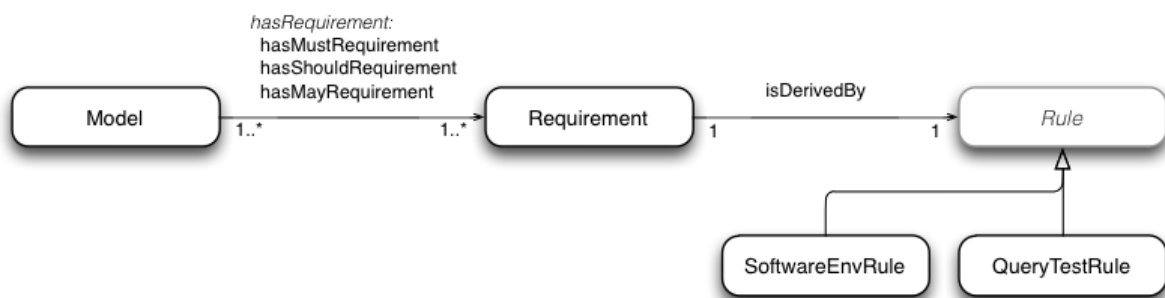 hasRequirement:
hasMustRequirement
hasShouldRequirement
hasMayRequirement
isDerivedBy
Model
Requirement
Rule
1..*
1..*
1
1
SoftwareEnvRule
QueryTestRule